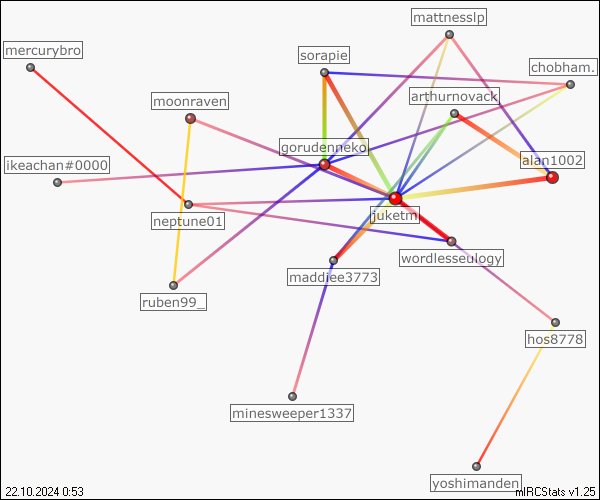 mattnesslp
mercurybro
sorapie
chobham.
moonraven
arthurnovack
gorudenneko
ikeachan#0000
alan1002
neptune01
juketm
wordlesseulogy
maddiee3773
ruben99_
hos8778
minesweeper1337
yoshimanden
22.10.2024 0:53
mIRCStats v1.25